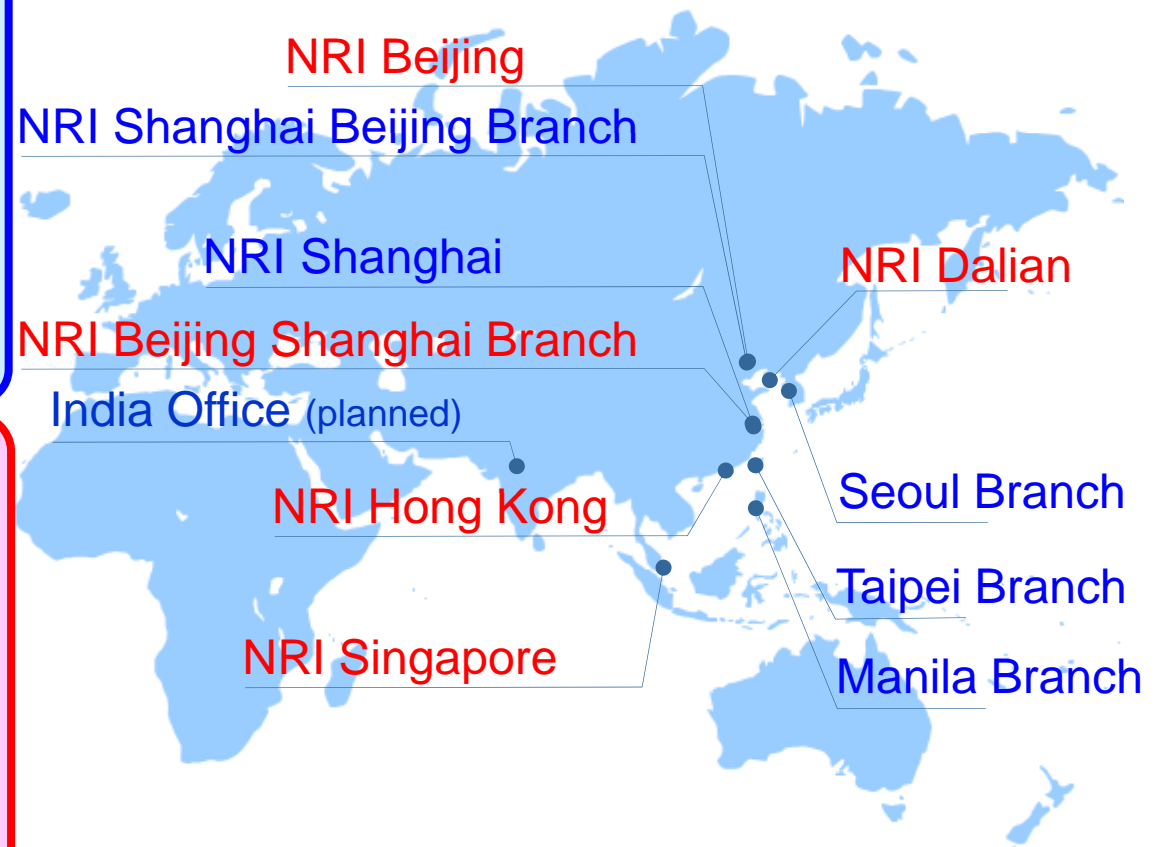 NRI Beijing
NRI Shanghai Beijing Branch
NRI Shanghai
NRI Dalian
NRI Beijing Shanghai Branch
India Office (planned)
Seoul Branch
NRI Hong Kong
Taipei Branch
NRI Singapore
Manila Branch